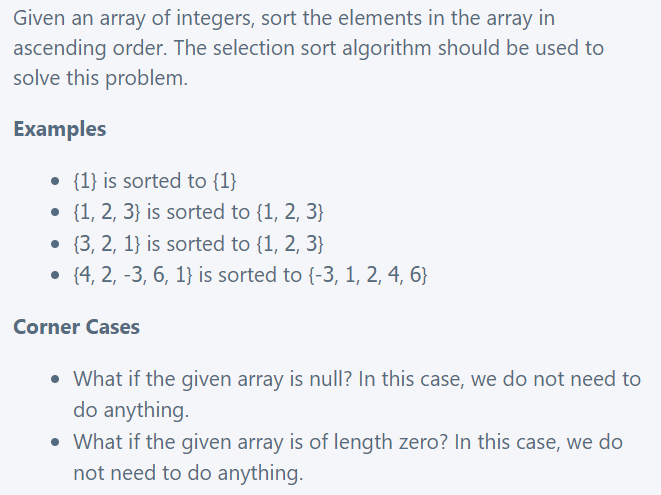 Given an array of integers, sort the elements in the array in
ascending order. The selection sort algorithm should be used to
solve this problem.
Examples
• {1} is sorted to {1}
• {1, 2, 3} is sorted to {1, 2, 3}
• {3, 2, 1} is sorted to {1, 2, 3}
• {4, 2, -3, 6, 1} is sorted to {-3, 1, 2, 4, 6}
Corner Cases
• What if the given array is null? In this case, we do not need to
do anything.
• What if the given array is of length zero? In this case, we do
not need to do anything.